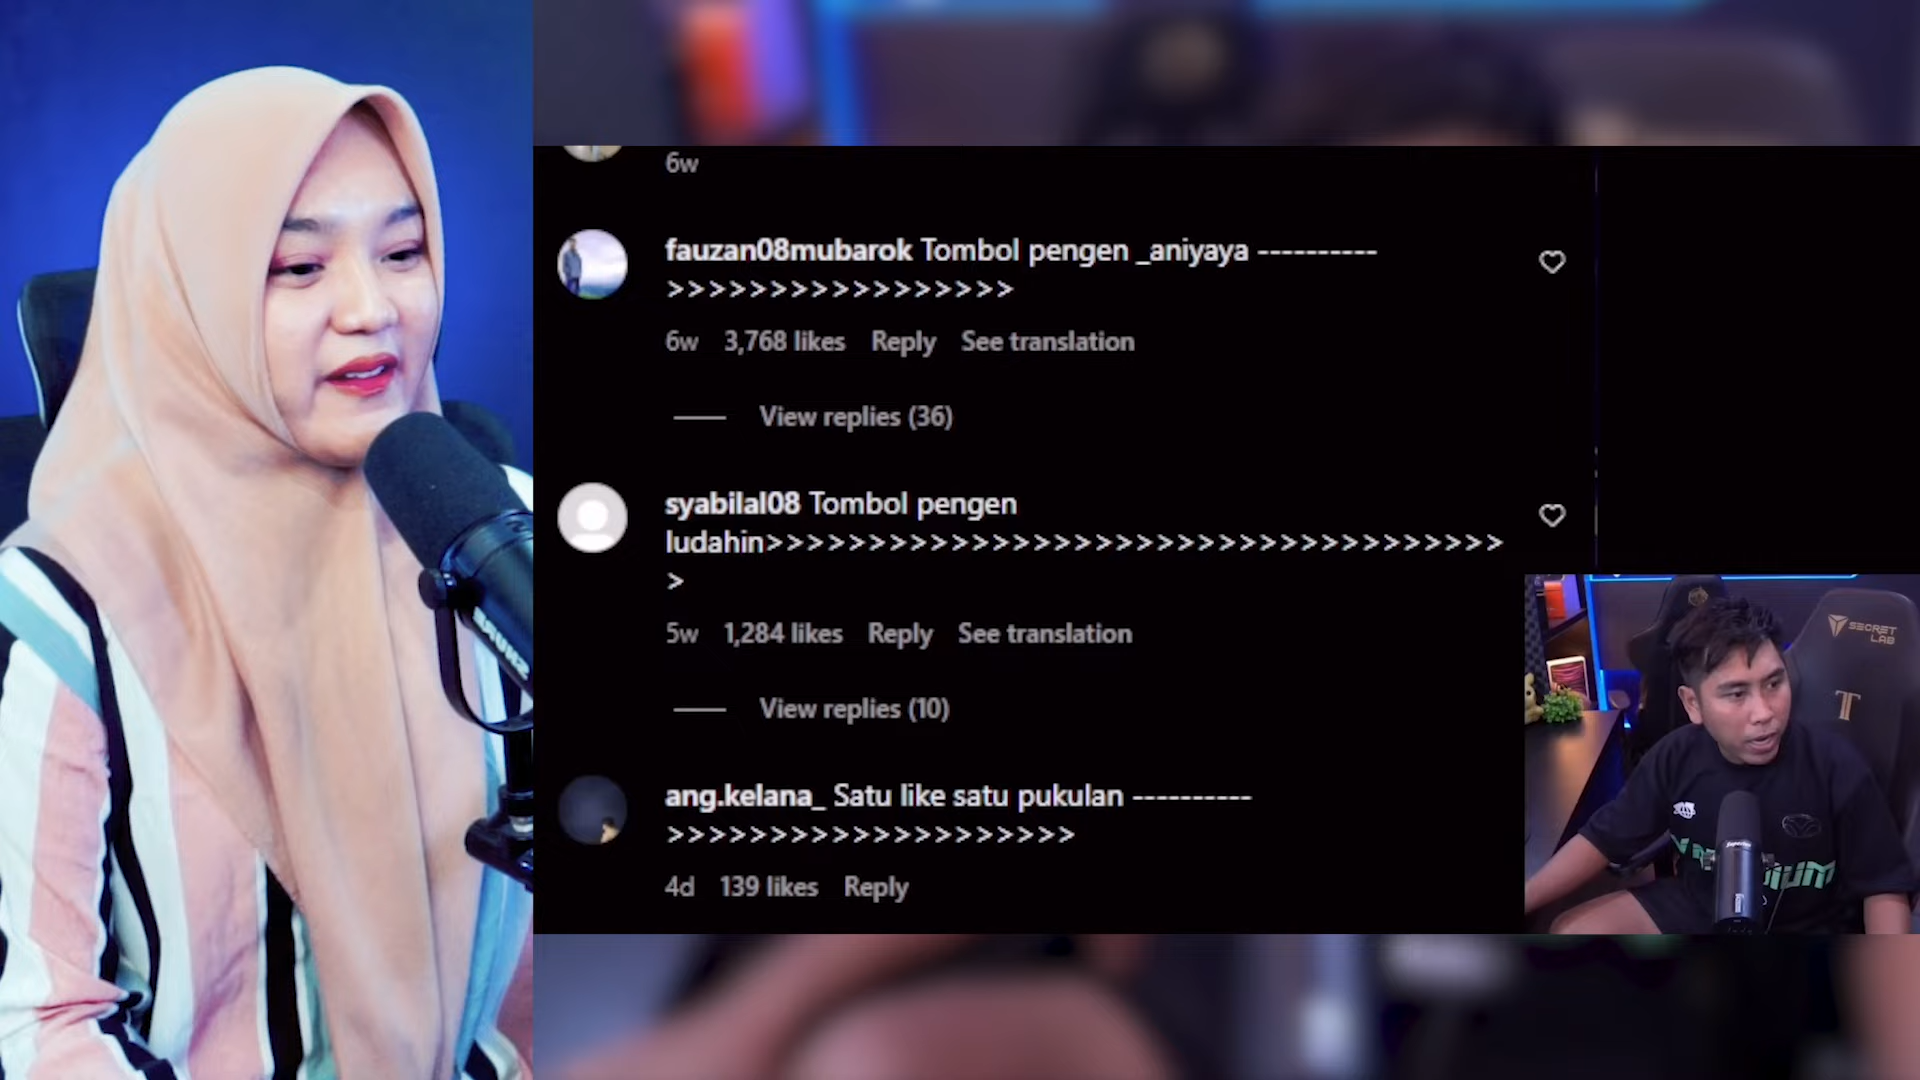 6w
fauzan08mubarok Tombol pengen _aniyaya ----------
>>>>>>>>>>>>>>>>>
6w 3,768 likes Reply See translation
View replies (36)
syabilal08 Tombol pengen
ludahin>>>>>>>>>>>>>>>>>>>>>>>>>>>>>>>>>>>>
>
5w 1,284 likes Reply See translation
View replies (10)
ang.kelana_ Satu like satu pukulan ----------
>>>>>>>>>>>>>>>>>>>>
4d 139 likes Reply
SECRET
LAB
SHURE